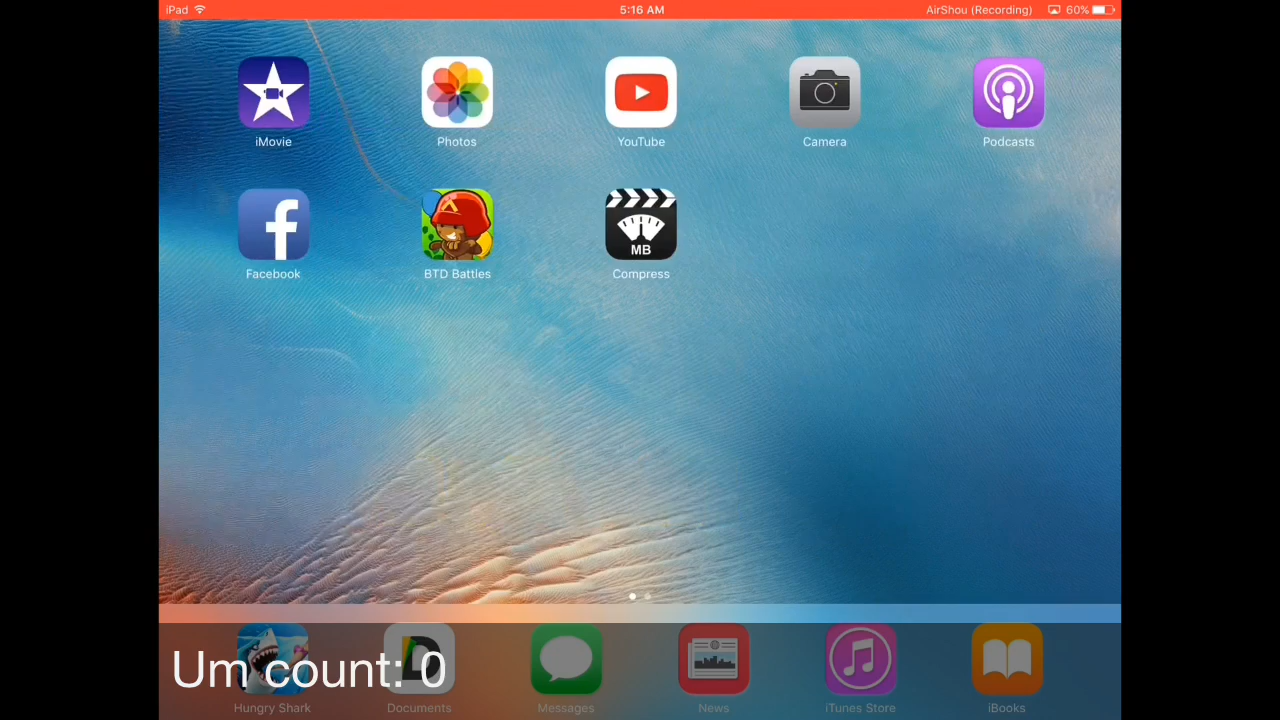 iPad 5:16 AM AirShou (Recording) 60%
iMovie Photos YouTube Camera Podcasts
MB
Facebook BTD Battles Compress
Um count: 0
Hungry Shark Documents Messages News iTunes Store iBooks